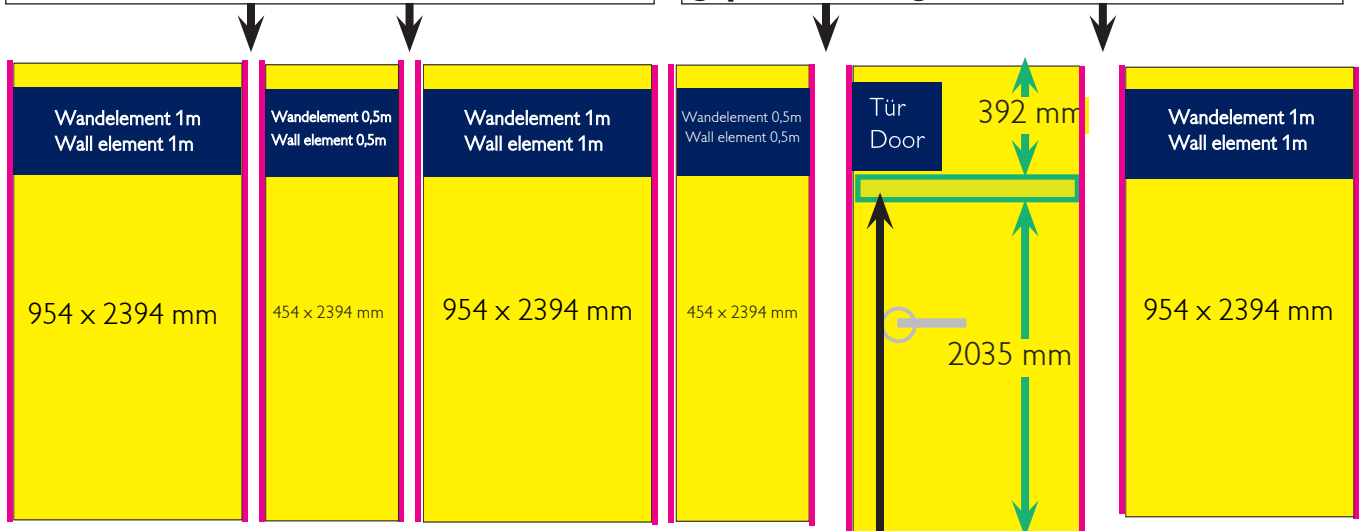 Wandelement 1m
Wall element 1m
Wandelement 0,5m
Wall element 0,5m
Wandelement 1m
Wall element 1m
Wandelement 0,5m
Wall element 0,5m
Tür
Door
392 mm
Wandelement 1m
Wall element 1m
954 x 2394 mm
454 x 2394 mm
954 x 2394 mm
454 x 2394 mm
2035 mm
954 x 2394 mm